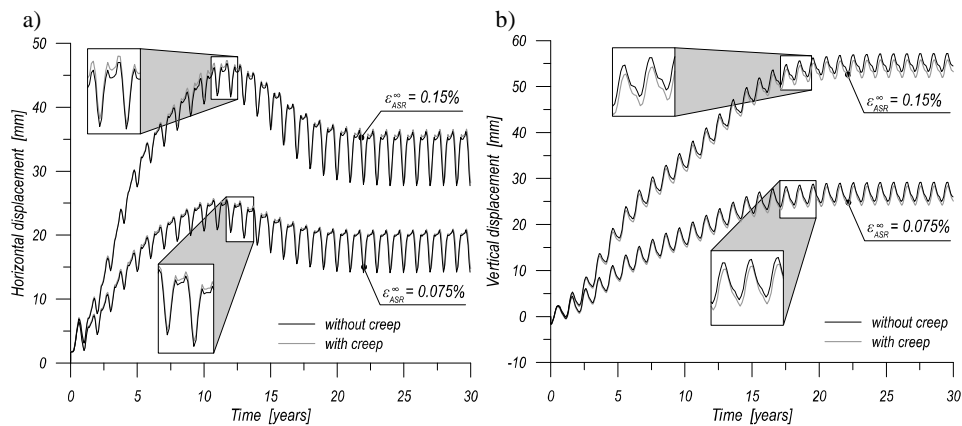 a)
Horizontal displacement [mm]
50
40
30
20
10
0
ε∞ASR = 0.15%
ε∞ASR = 0.075%
without creep
with creep
0 5 10 15 20 25 30
Time [years]
b)
Vertical displacement [mm]
60
50
40
30
20
10
0
-10
ε∞ASR = 0.15%
ε∞ASR = 0.075%
without creep
with creep
0 5 10 15 20 25 30
Time [years]